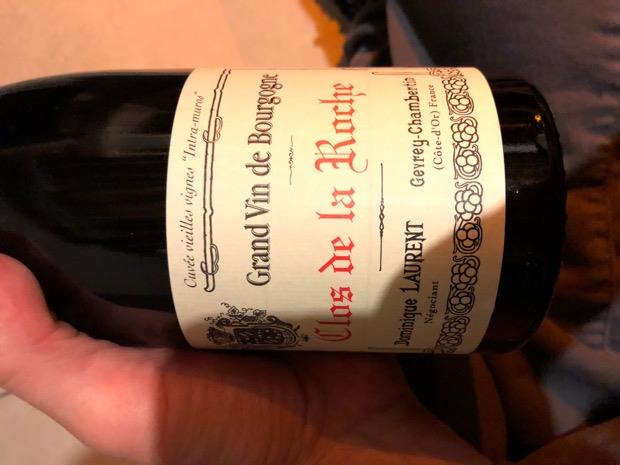 Cuvée vieilles vignes "Intra-muros"
Grand Vin de Bourgogne
Clos de la Roche
Dominique LAURENT
Négociant
Gevrey-Chambertin
(Côte-d'Or) France